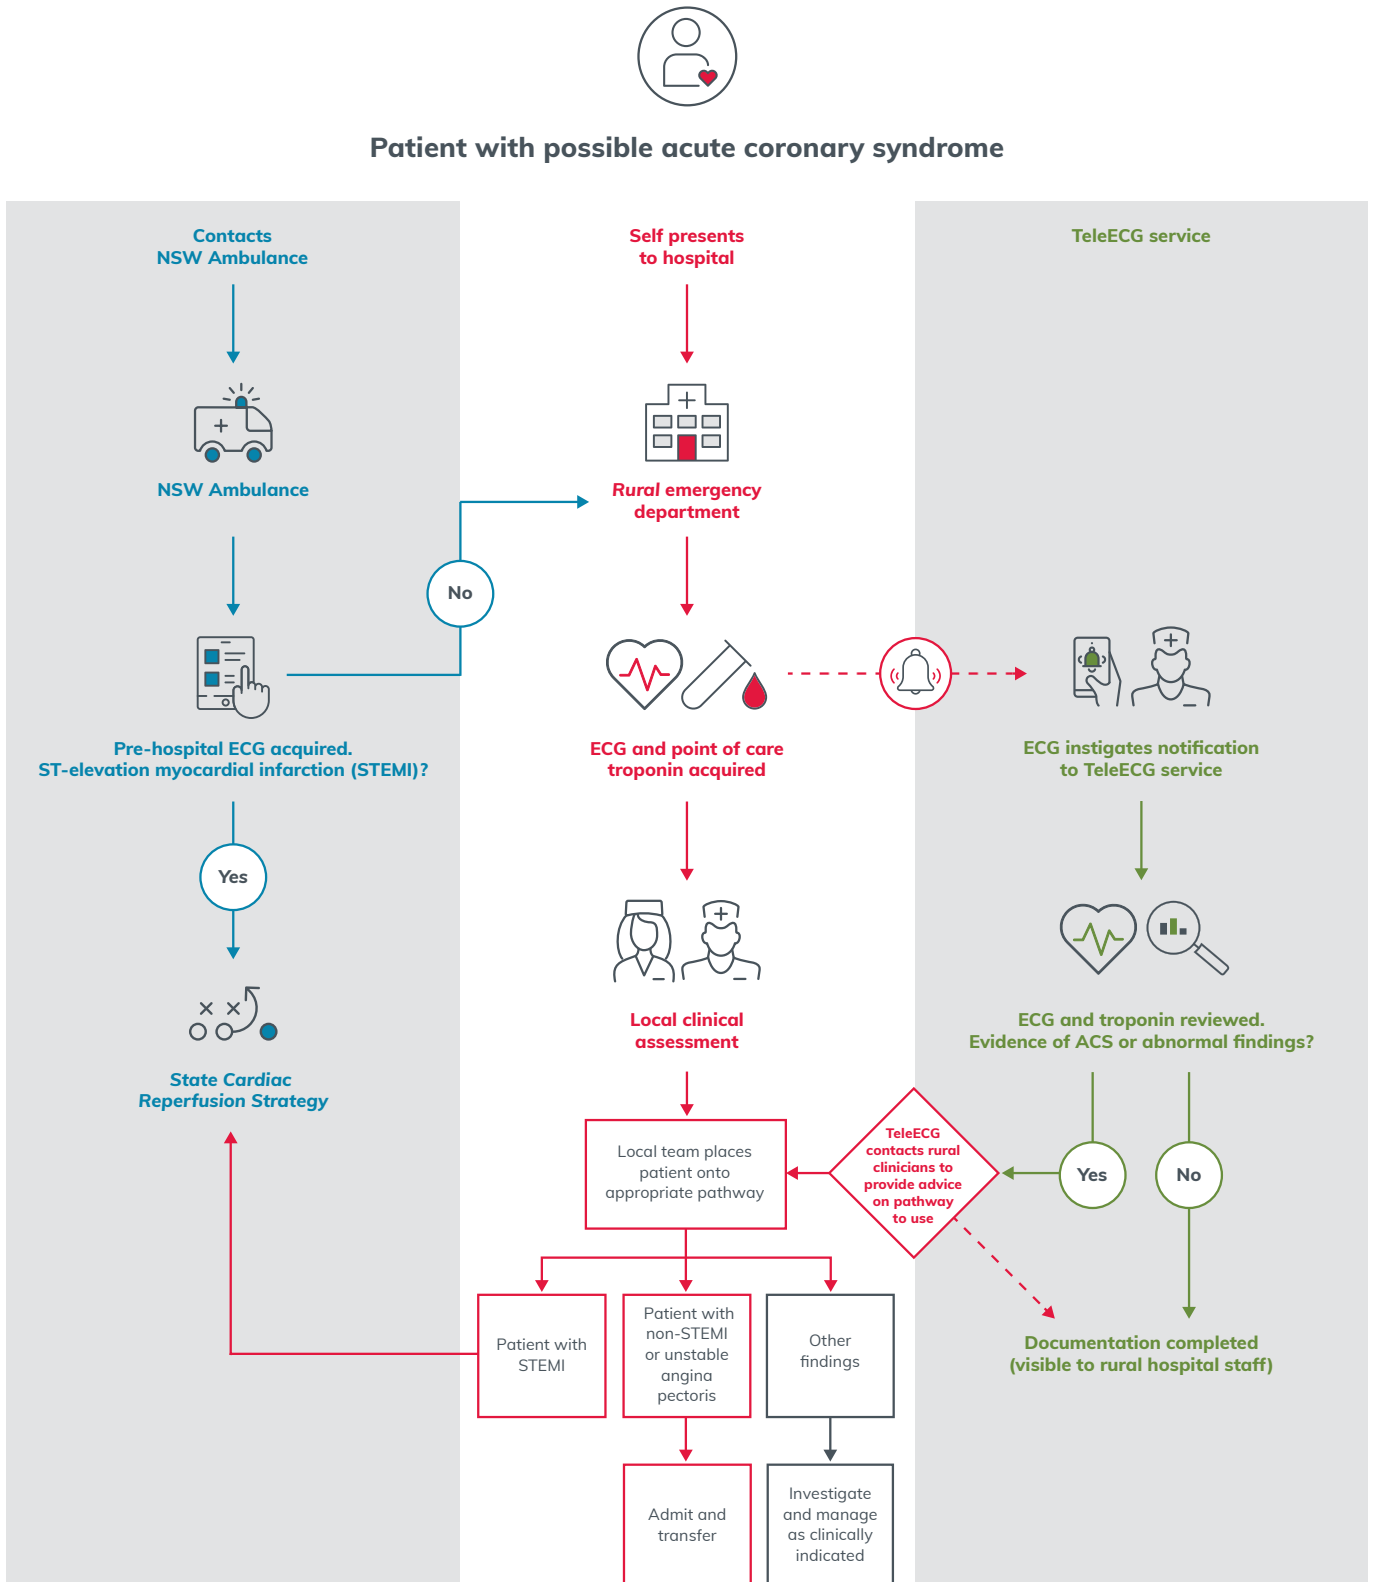 Patient with possible acute coronary syndrome
Contacts
NSW Ambulance
NSW Ambulance
No
Pre-hospital ECG acquired.
ST-elevation myocardial infarction (STEMI)?
Yes
State Cardiac
Reperfusion Strategy
Self presents
to hospital
Rural emergency
department
ECG and point of care
troponin acquired
Local clinical
assessment
Local team places
patient onto
appropriate pathway
Patient with
STEMI
Patient with
non-STEMI
or unstable
angina
pectoris
Other
findings
Admit and
transfer
Investigate
and manage
as clinically
indicated
TeleECG service
ECG instigates notification
to TeleECG service
ECG and troponin reviewed.
Evidence of ACS or abnormal findings?
Yes
No
TeleECG
contacts rural
clinicians to
provide advice
on pathway
to use
Documentation completed
(visible to rural hospital staff)